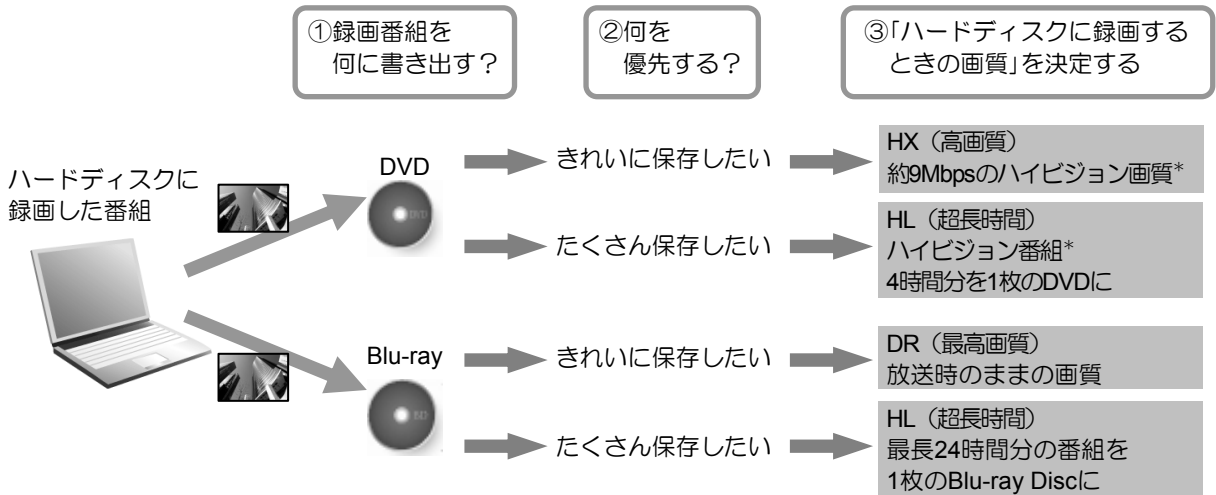 ①録画番組を
何に書き出す？
②何を
優先する？
③「ハードディスクに録画する
ときの画質」を決定する
ハードディスクに
録画した番組
DVD
DVD
きれいに保存したい
HX（高画質）
約9Mbpsのハイビジョン画質*
たくさん保存したい
HL（超長時間）
ハイビジョン番組*
4時間分を1枚のDVDに
Blu-ray
BD
きれいに保存したい
DR（最高画質）
放送時のままの画質
たくさん保存したい
HL（超長時間）
最長24時間分の番組を
1枚のBlu-ray Discに